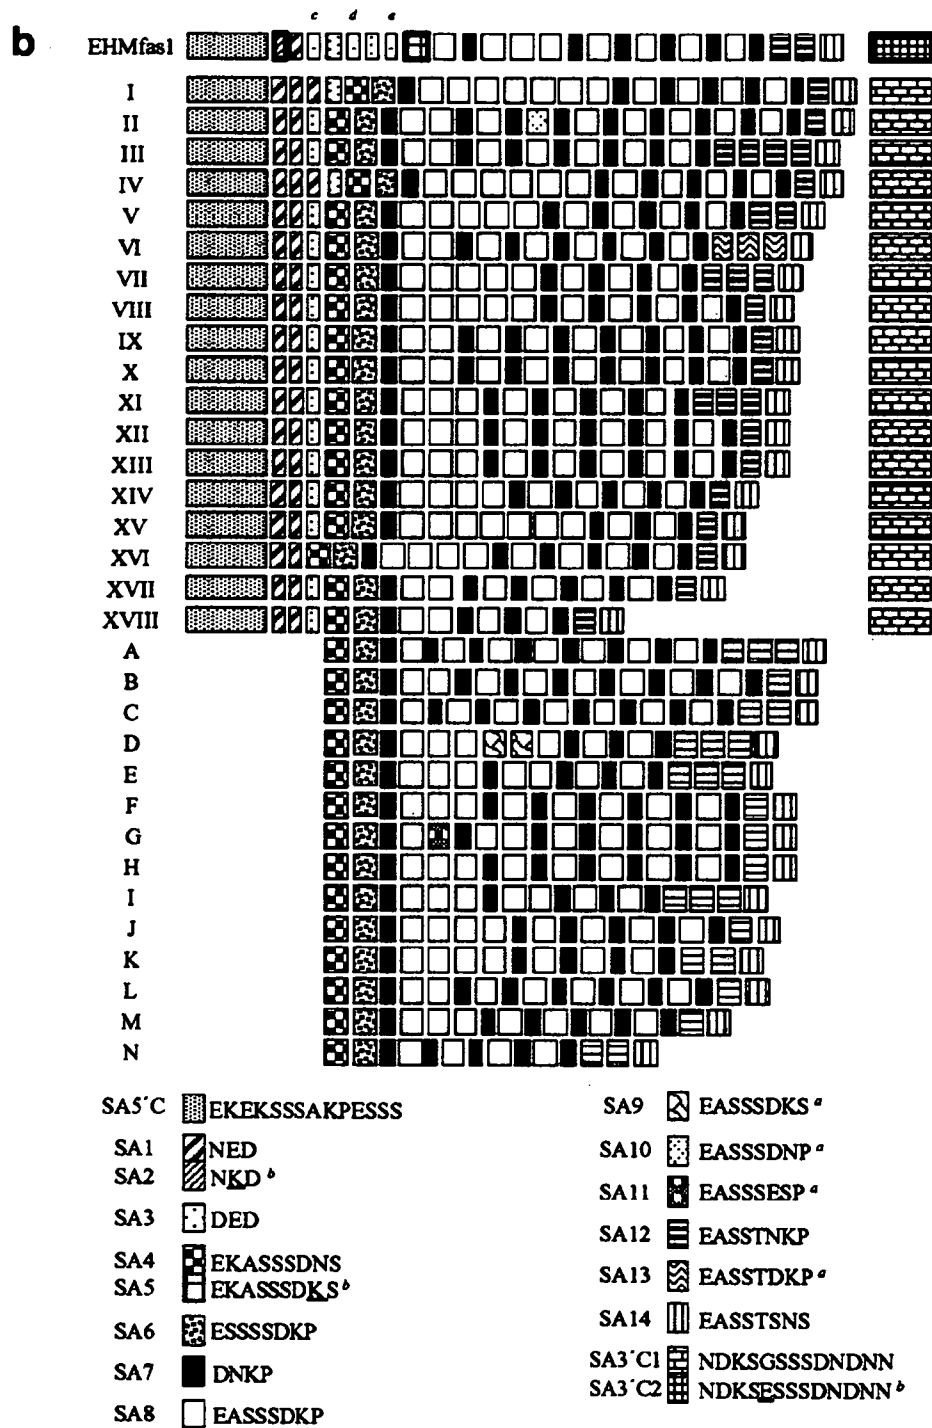 c d e
b EHMfas1
I
II
III
IV
V
VI
VII
VIII
IX
X
XI
XII
XIII
XIV
XV
XVI
XVII
XVIII
A
B
C
D
E
F
G
H
I
J
K
L
M
N
SA5´C EKEKSSSAKPESSS
SA1 NED
SA2 NKD b
SA3 DED
SA4 EKASSSDNS
SA5 EKASSSDKS b
SA6 ESSSSDKP
SA7 DNKP
SA8 EASSSDKP
SA9 EASSSDKS a
SA10 EASSSDNP a
SA11 EASSSESP a
SA12 EASSTNKP
SA13 EASSTDKP a
SA14 EASSTSNS
SA3´C1 NDKSGSSSDNDNN
SA3´C2 NDKSESSSDNDNN b